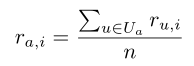 r_{a,i} = \frac{\sum_{u \in U_a} r_{u,i}}{n}